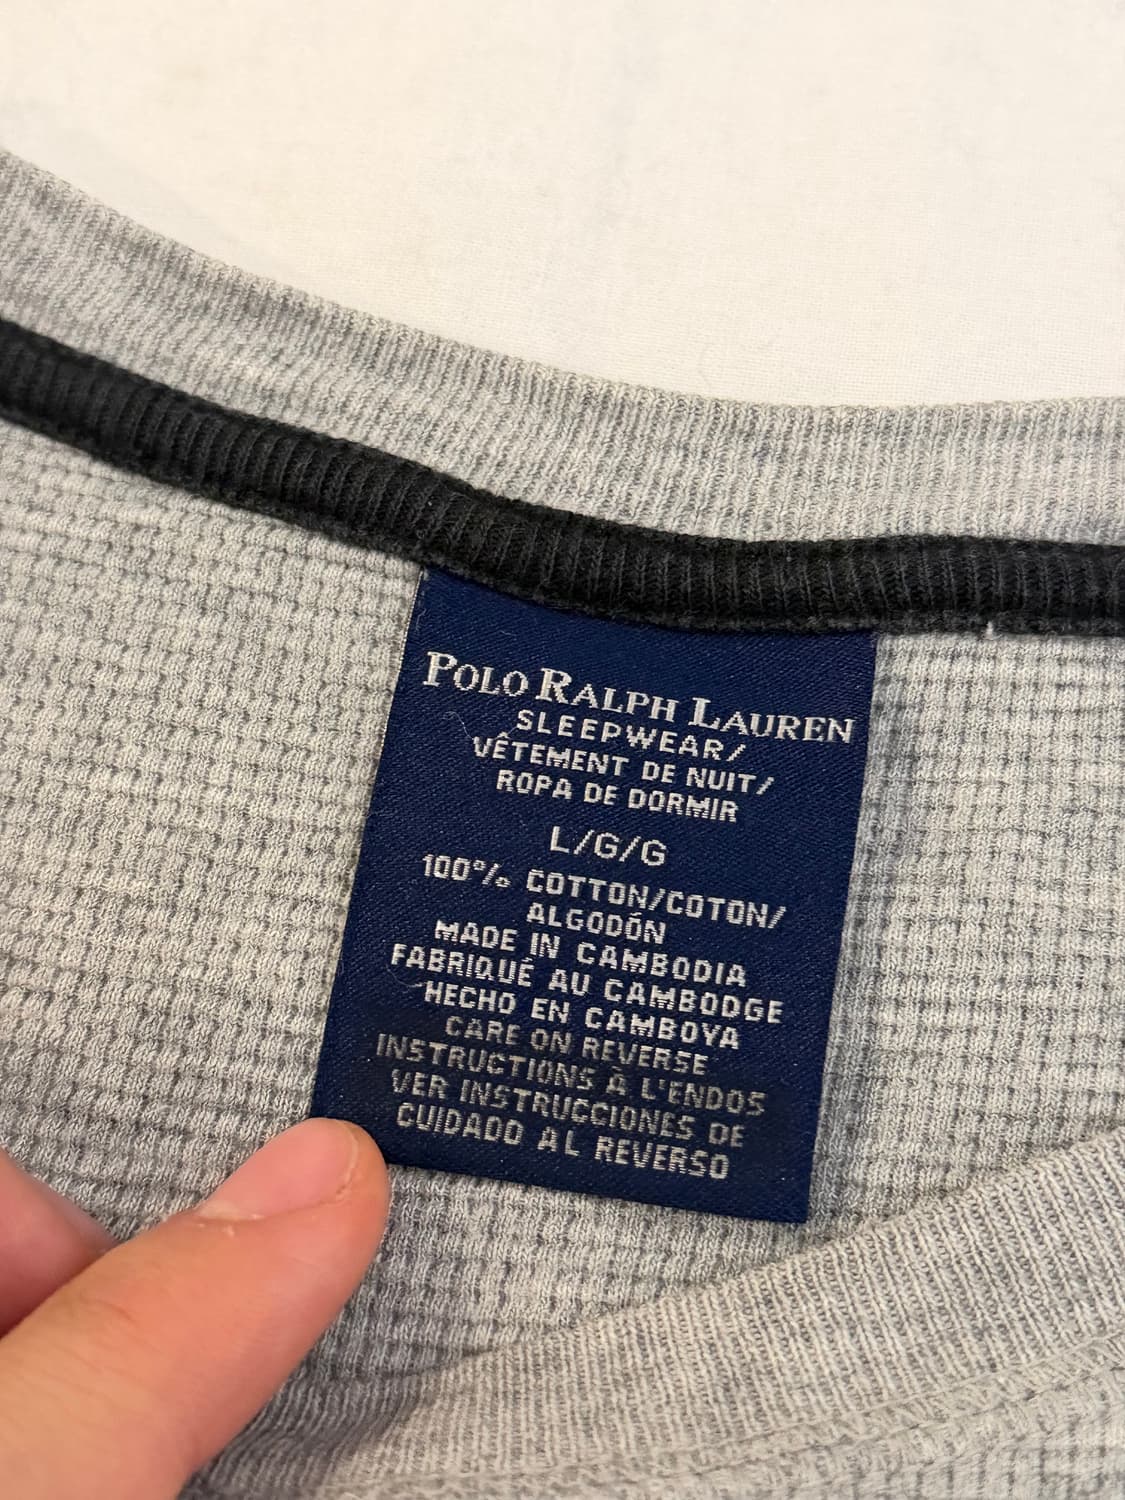 POLO RALPH LAUREN
SLEEPWEAR/
VÊTEMENT DE NUIT/
ROPA DE DORMIR
L/G/G
100% COTTON/COTON/
ALGODÓN
MADE IN CAMBODIA
FABRIQUÉ AU CAMBODGE
HECHO EN CAMBOYA
CARE ON REVERSE
INSTRUCTIONS À L'ENDOS
VER INSTRUCCIONES DE
CUIDADO AL REVERSO